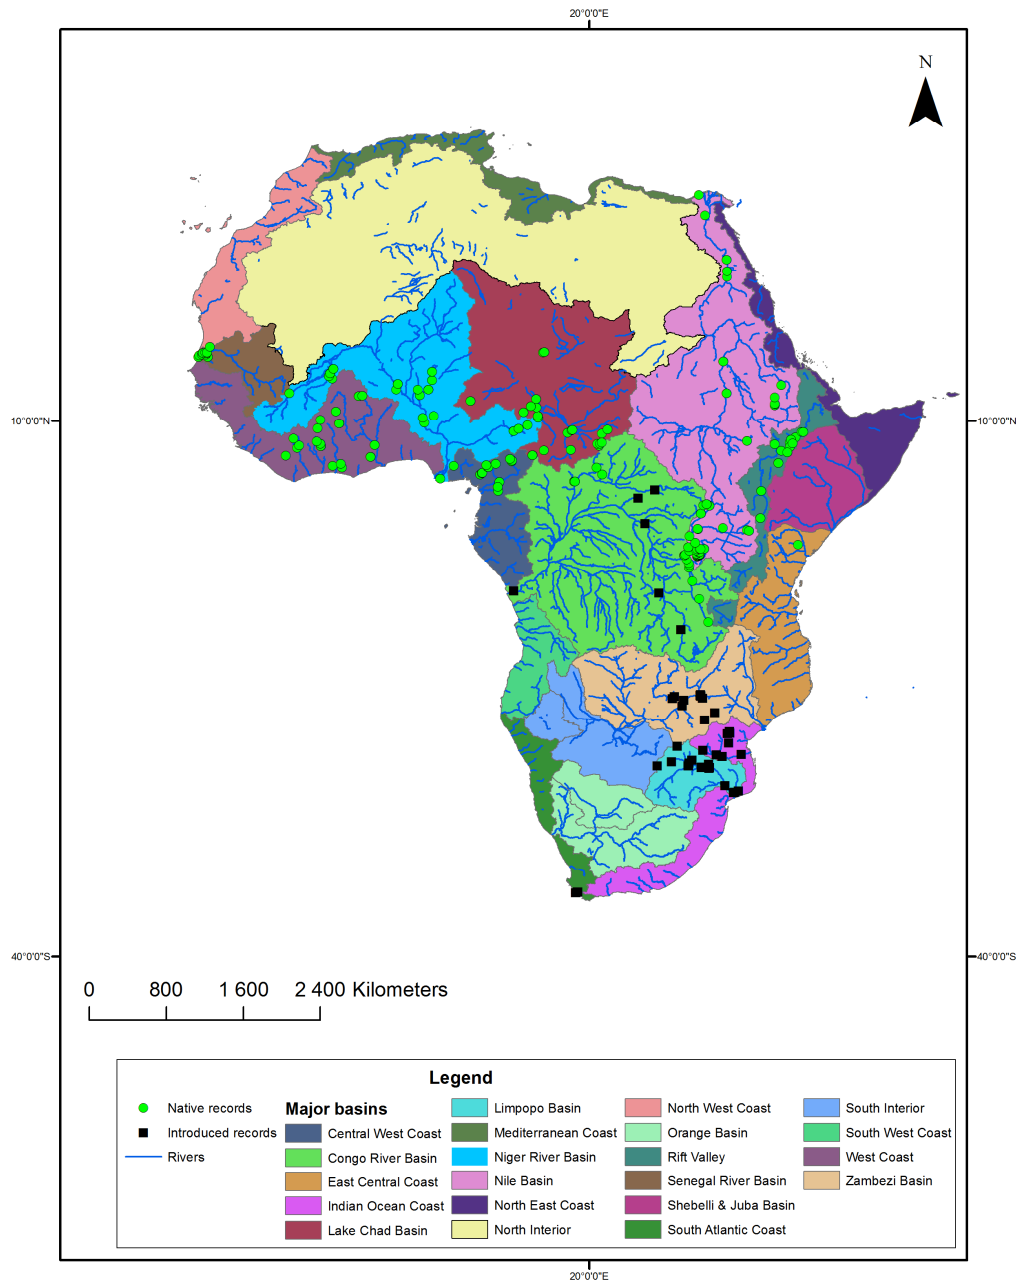 20°0'0"E
N
10°0'0"N
10°0'0"N
40°0'0"S
40°0'0"S
0 800 1 600 2 400 Kilometers
Legend
Native records
Introduced records
Rivers
Major basins
Central West Coast
Congo River Basin
East Central Coast
Indian Ocean Coast
Lake Chad Basin
Limpopo Basin
Mediterranean Coast
Niger River Basin
Nile Basin
North East Coast
North Interior
North West Coast
Orange Basin
Rift Valley
Senegal River Basin
Shebelli & Juba Basin
South Atlantic Coast
South Interior
South West Coast
West Coast
Zambezi Basin
20°0'0"E